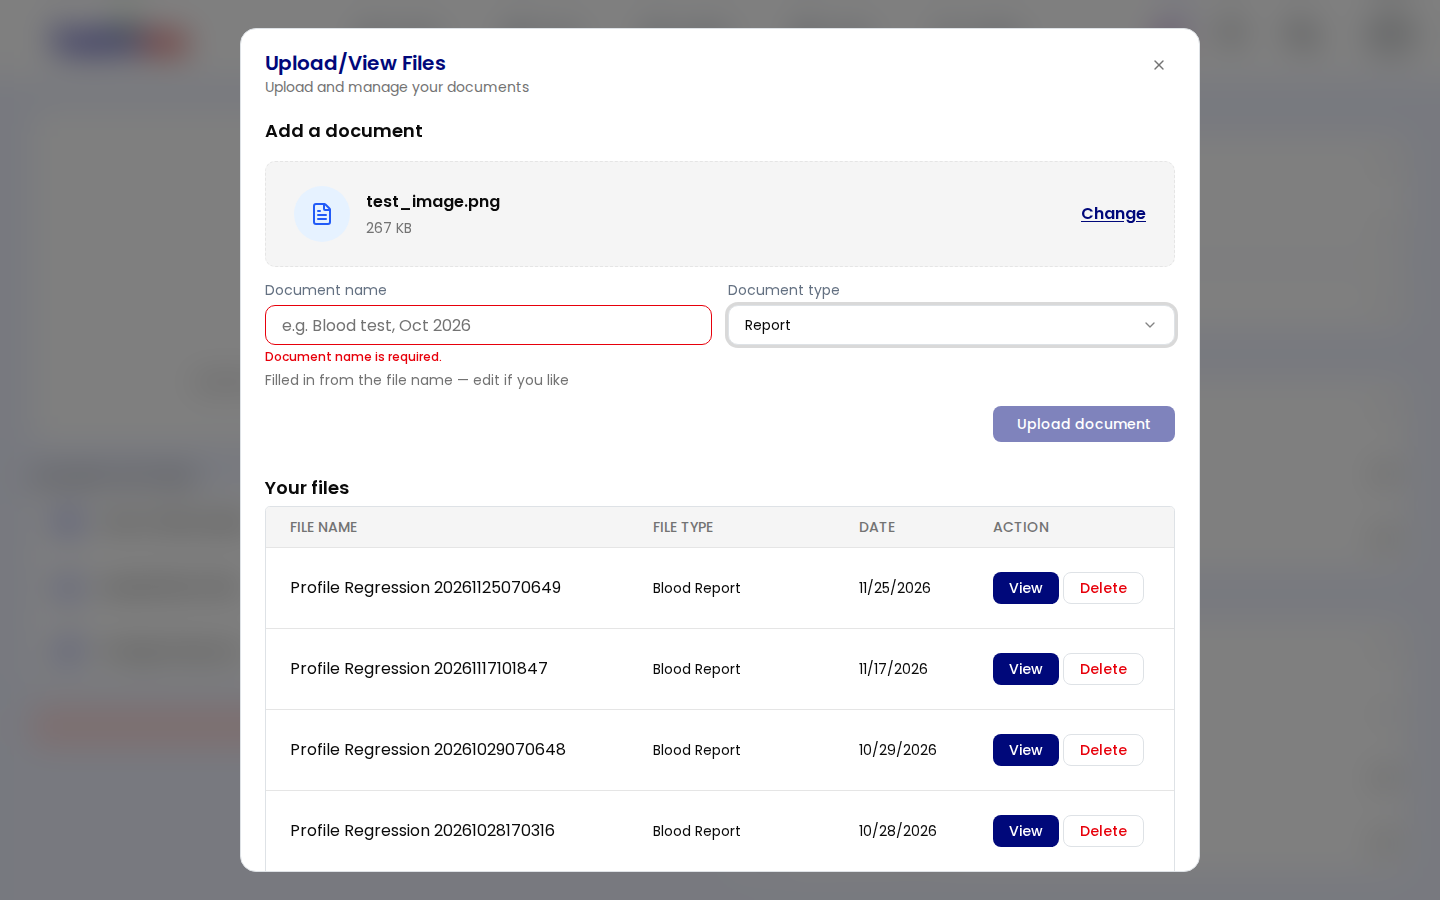 Upload/View Files
Upload and manage your documents
Add a document
test_image.png
267 KB
Change
Document name
Document type
e.g. Blood test, Oct 2026
Report
Document name is required.
Filled in from the file name — edit if you like
Upload document
Your files
FILE NAME FILE TYPE DATE ACTION
Profile Regression 20261125070649 Blood Report 11/25/2026 View Delete
Profile Regression 20261117101847 Blood Report 11/17/2026 View Delete
Profile Regression 20261029070648 Blood Report 10/29/2026 View Delete
Profile Regression 20261028170316 Blood Report 10/28/2026 View Delete